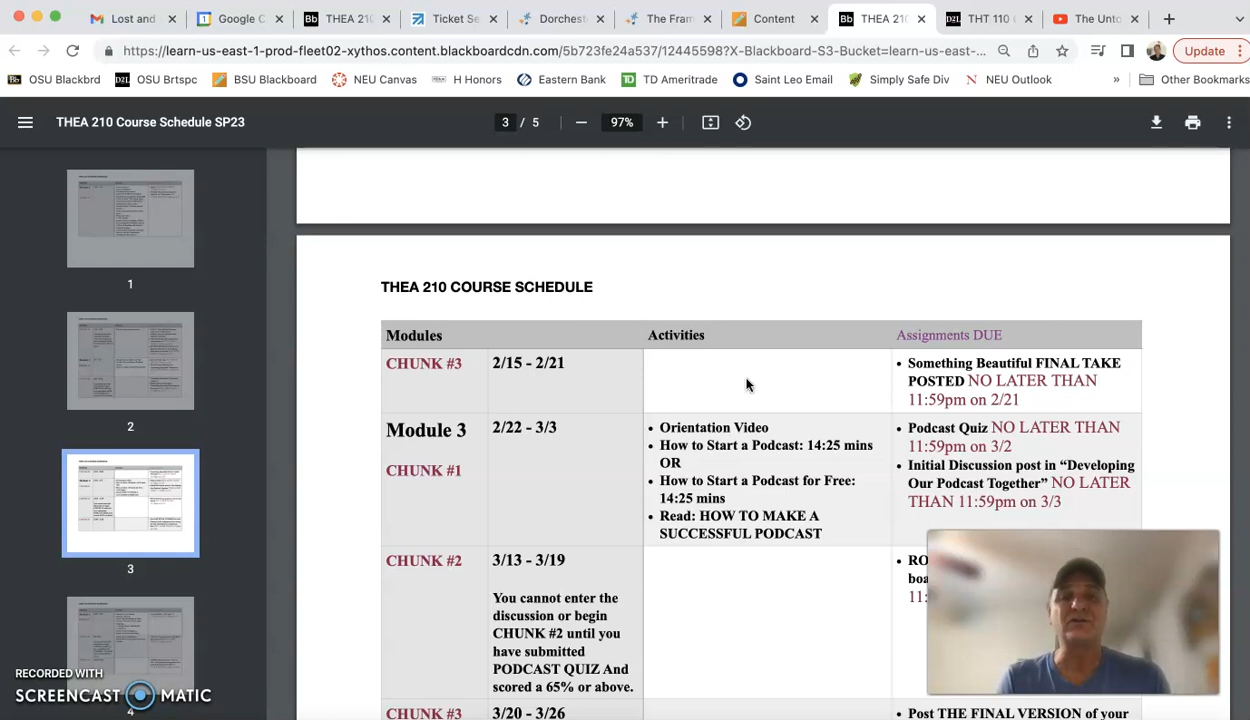 Lost and
Google C
THEA 210
Ticket Se
Dorcheste
The Fram
Content
THEA 210
THT 110
The Unto
https://learn-us-east-1-prod-fleet02-xythos.content.blackboardcdn.com/5b723fe24a537/12445598?X-Blackboard-S3-Bucket=learn-us-east-...
Update
OSU Blackbrd
OSU Brtspc
BSU Blackboard
NEU Canvas
H Honors
Eastern Bank
TD Ameritrade
Saint Leo Email
Simply Safe Div
NEU Outlook
»
Other Bookmarks
THEA 210 Course Schedule SP23
3 / 5
97%
1
2
3
4
THEA 210 COURSE SCHEDULE
Modules
Activities
Assignments DUE
CHUNK #3
2/15 - 2/21
• Something Beautiful FINAL TAKE
POSTED NO LATER THAN
11:59pm on 2/21
Module 3
CHUNK #1
2/22 - 3/3
• Orientation Video
• How to Start a Podcast: 14:25 mins
OR
• How to Start a Podcast for Free:
14:25 mins
• Read: HOW TO MAKE A
SUCCESSFUL PODCAST
• Podcast Quiz NO LATER THAN
11:59pm on 3/2
• Initial Discussion post in “Developing
Our Podcast Together” NO LATER
THAN 11:59pm on 3/3
CHUNK #2
3/13 - 3/19
You cannot enter the
discussion or begin
CHUNK #2 until you
have submitted
PODCAST QUIZ And
scored a 65% or above.
• RO
boa
11:
CHUNK #3
3/20 - 3/26
• Post THE FINAL VERSION of your
RECORDED WITH
SCREENCAST MATIC